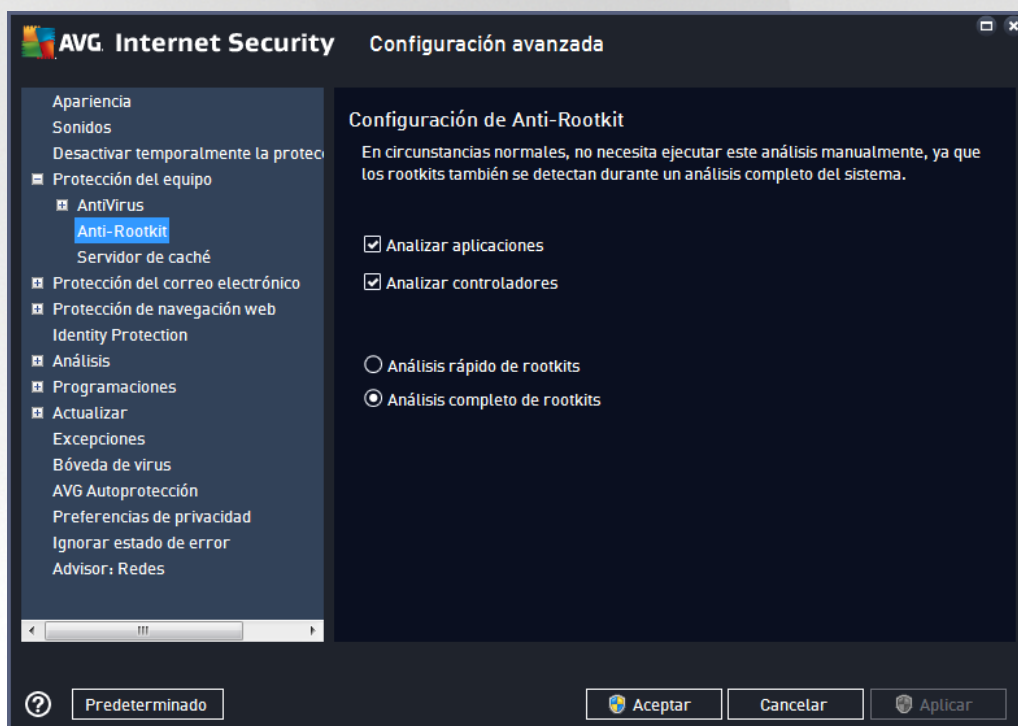 AVG. Internet Security Configuración avanzada
Apariencia
Sonidos
Desactivar temporalmente la protec
Protección del equipo
AntiVirus
Anti-Rootkit
Servidor de caché
Protección del correo electrónico
Protección de navegación web
Identity Protection
Análisis
Programaciones
Actualizar
Excepciones
Bóveda de virus
AVG Autoprotección
Preferencias de privacidad
Ignorar estado de error
Advisor: Redes
Configuración de Anti-Rootkit
En circunstancias normales, no necesita ejecutar este análisis manualmente, ya que
los rootkits también se detectan durante un análisis completo del sistema.
Analizar aplicaciones
Analizar controladores
Análisis rápido de rootkits
Análisis completo de rootkits
? Predeterminado Aceptar Cancelar Aplicar